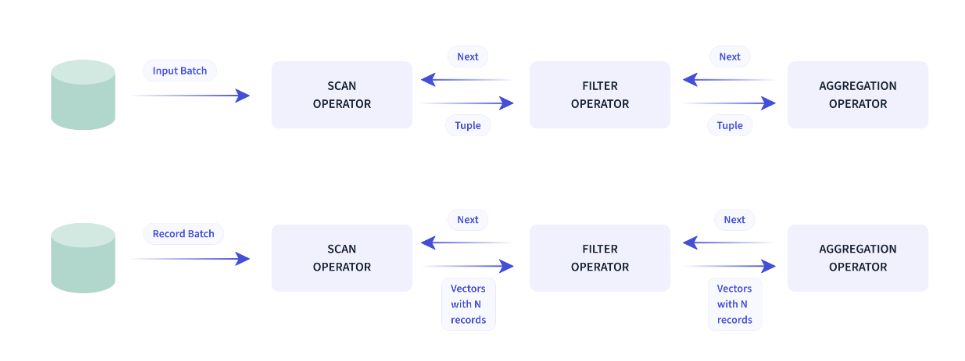 Next
Next
Input Batch
SCAN
OPERATOR
FILTER
OPERATOR
AGGREGATION
OPERATOR
Tuple
Tuple
Next
Next
Record Batch
SCAN
OPERATOR
FILTER
OPERATOR
AGGREGATION
OPERATOR
Vectors
with N
records
Vectors
with N
records